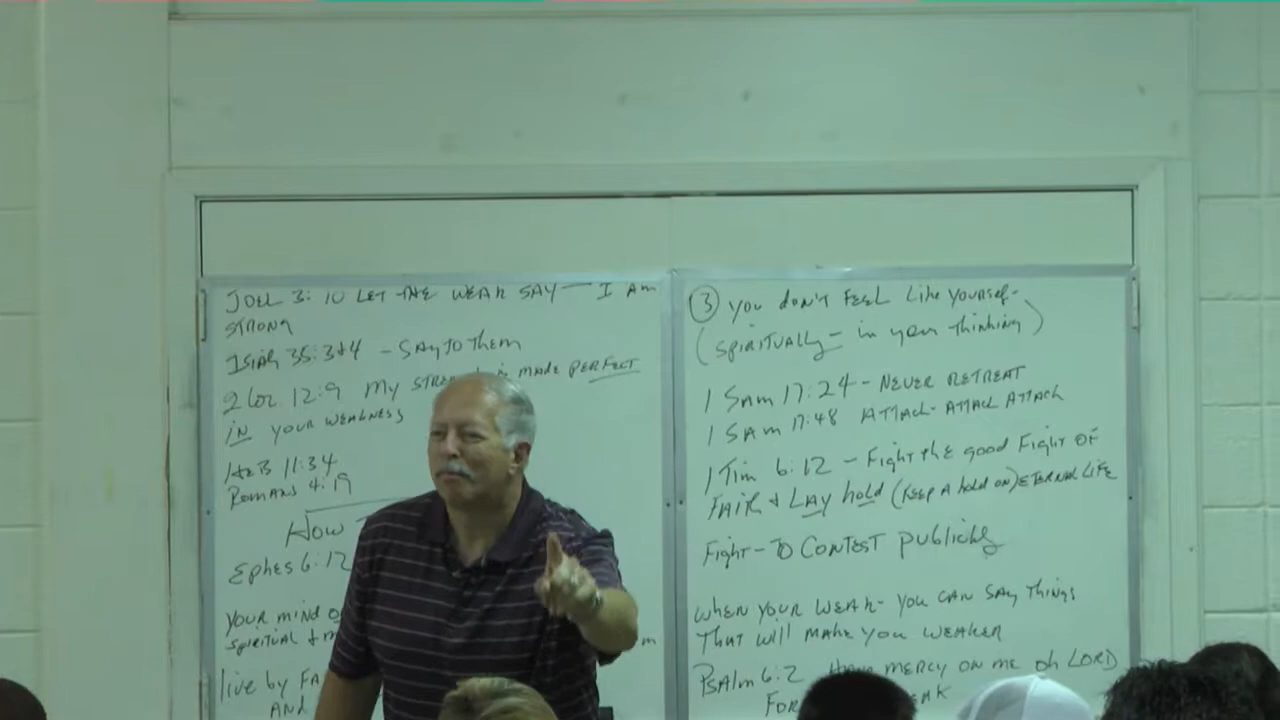 JOEL 3:10 LET THE WEAK SAY — I AM
STRONG
ISiAh 35:3&4 - SAY TO Them
2 Cor. 12:9 My STRENGTH is MADE PERFECT
IN YOUR WEAKNESS
HEB 11:34
ROMANS 4:19
HOW
Ephes 6:12
YOUR MIND
Spiritual &
live by
AND
③ YOU DON'T FEEL LIKE YOURSELF-
(SPIRITUALLY - in your Thinking)
1 SAM 17:24 - NEVER RETREAT
1 SAM 17:48 ATTACK- ATTACK ATTACK
1 Tim 6:12 - Fight the good Fight OF
FAITH & LAY hold (KEEP A hold ON) ETERNAL LIFE
Fight - TO CONTEST Publicly
WHEN YOUR WEAK- YOU CAN SAY THINGS
THAT will MAKE YOU WEAKER
PSAlm 6:2 HAVE MERCY ON ME Oh LORD
FOR